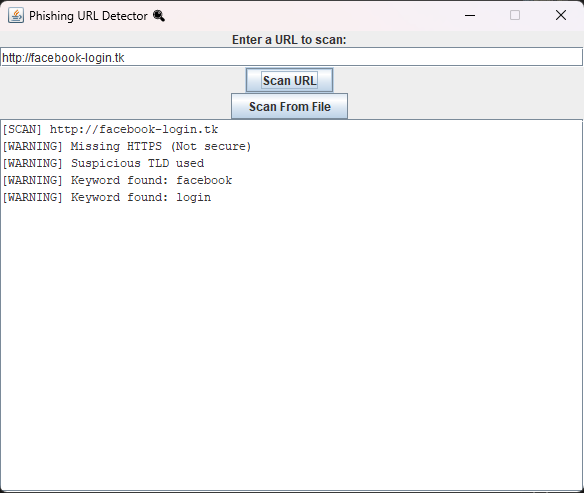 Phishing URL Detector
Enter a URL to scan:
http://facebook-login.tk
Scan URL
Scan From File
[SCAN] http://facebook-login.tk
[WARNING] Missing HTTPS (Not secure)
[WARNING] Suspicious TLD used
[WARNING] Keyword found: facebook
[WARNING] Keyword found: login